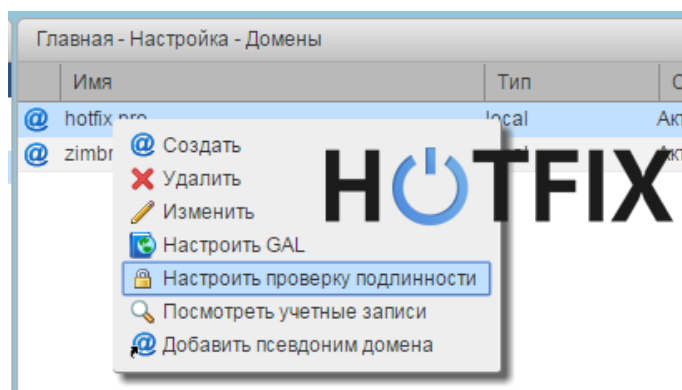 Главная - Настройка - Домены
Имя
Тип
hotfix.pro
local
Создать
Удалить
Изменить
Настроить GAL
Настроить проверку подлинности
Посмотреть учетные записи
Добавить псевдоним домена
HOTFIX